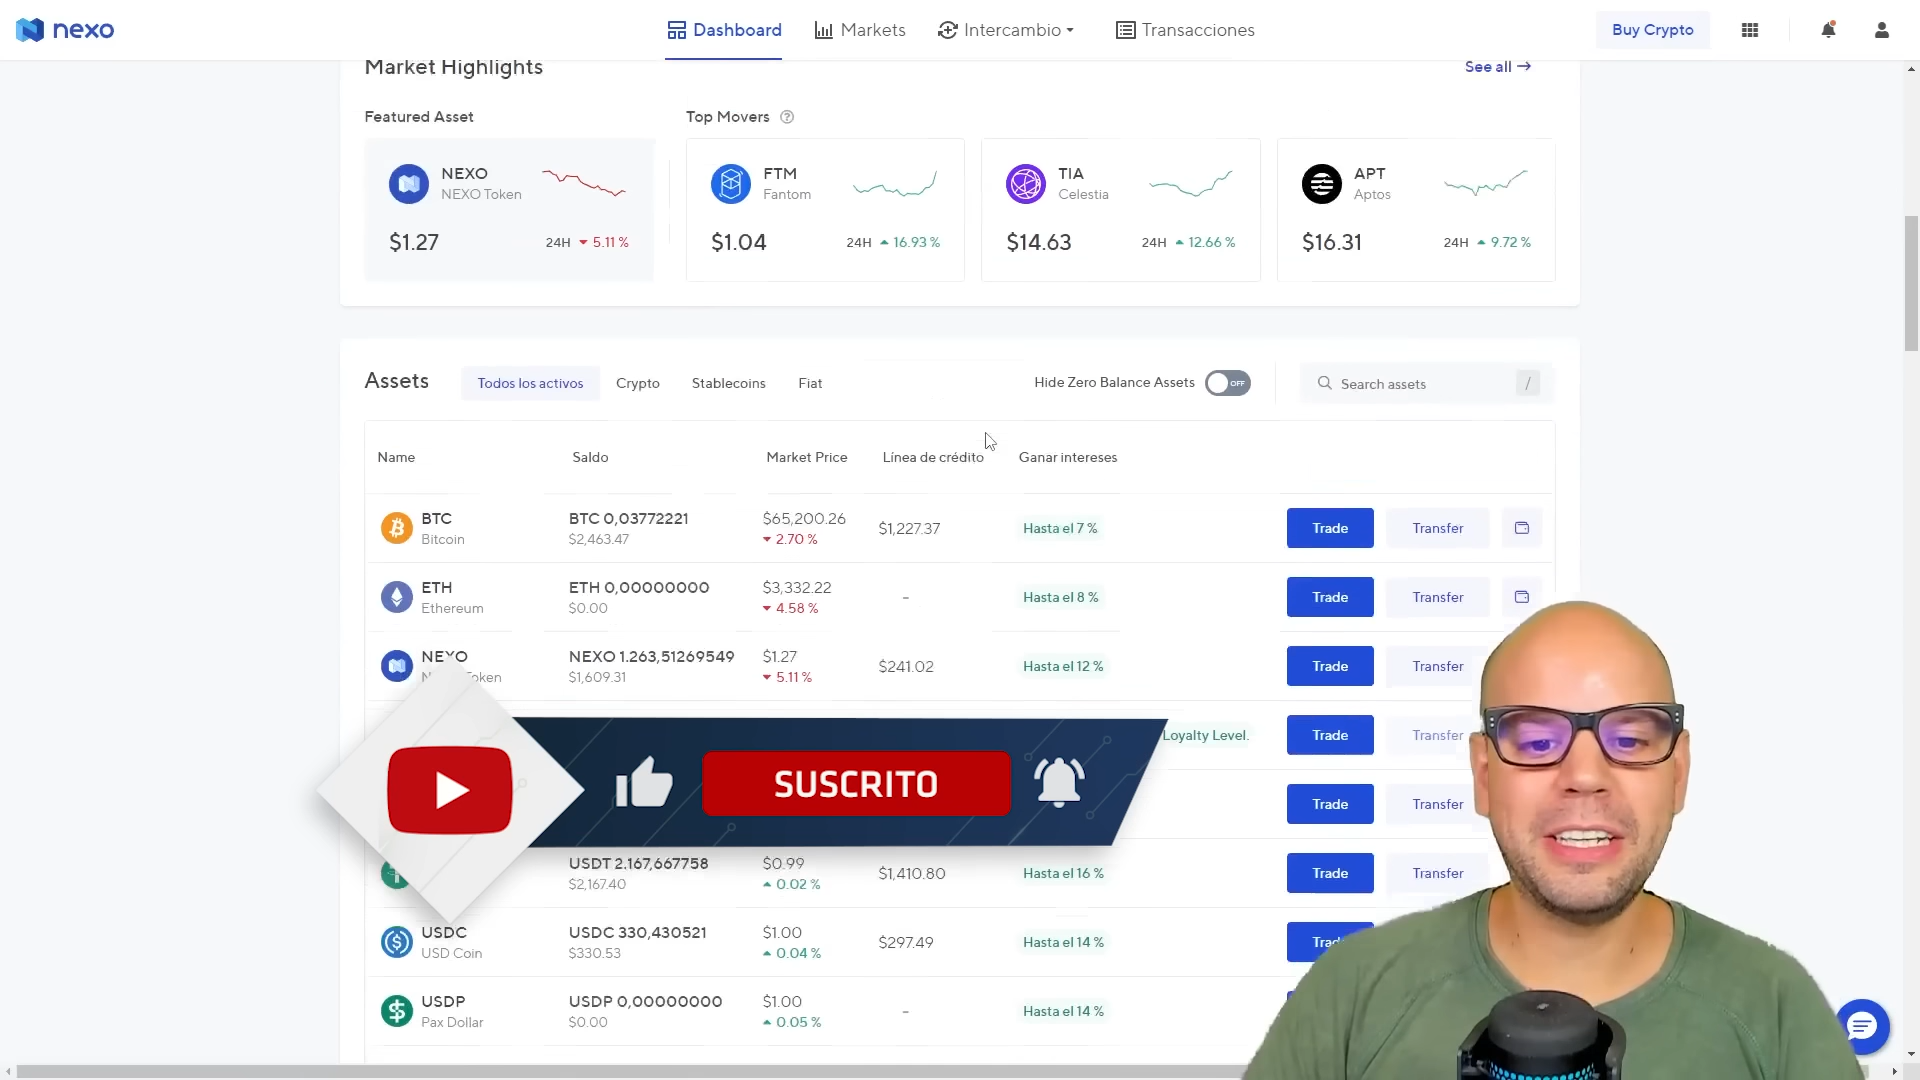 nexo
Dashboard
Markets
Intercambio
Transacciones
Buy Crypto
Market Highlights
See all →
Featured Asset
Top Movers ?
NEXO
NEXO Token
$1.27
24H ▼ 5.11 %
FTM
Fantom
$1.04
24H ▲ 16.93 %
TIA
Celestia
$14.63
24H ▲ 12.66 %
APT
Aptos
$16.31
24H ▲ 9.72 %
Assets
Todos los activos
Crypto
Stablecoins
Fiat
Hide Zero Balance Assets
OFF
Search assets
/
Name
Saldo
Market Price
Línea de crédito
Ganar intereses
BTC
Bitcoin
BTC 0,03772221
$2,463.47
$65,200.26
▼ 2.70 %
$1,227.37
Hasta el 7 %
Trade
Transfer
ETH
Ethereum
ETH 0,00000000
$0.00
$3,332.22
▼ 4.58 %
-
Hasta el 8 %
Trade
Transfer
NEXO
Token
NEXO 1.263,51269549
$1,609.31
$1.27
▼ 5.11 %
$241.02
Hasta el 12 %
Trade
Transfer
Loyalty Level.
Trade
Transfer
SUSCRITO
Trade
Transfer
USDT 2.167,667758
$2,167.40
$0.99
▲ 0.02 %
$1,410.80
Hasta el 16 %
Trade
Transfer
USDC
USD Coin
USDC 330,430521
$330.53
$1.00
▲ 0.04 %
$297.49
Hasta el 14 %
USDP
Pax Dollar
USDP 0,00000000
$0.00
$1.00
▲ 0.05 %
-
Hasta el 14 %